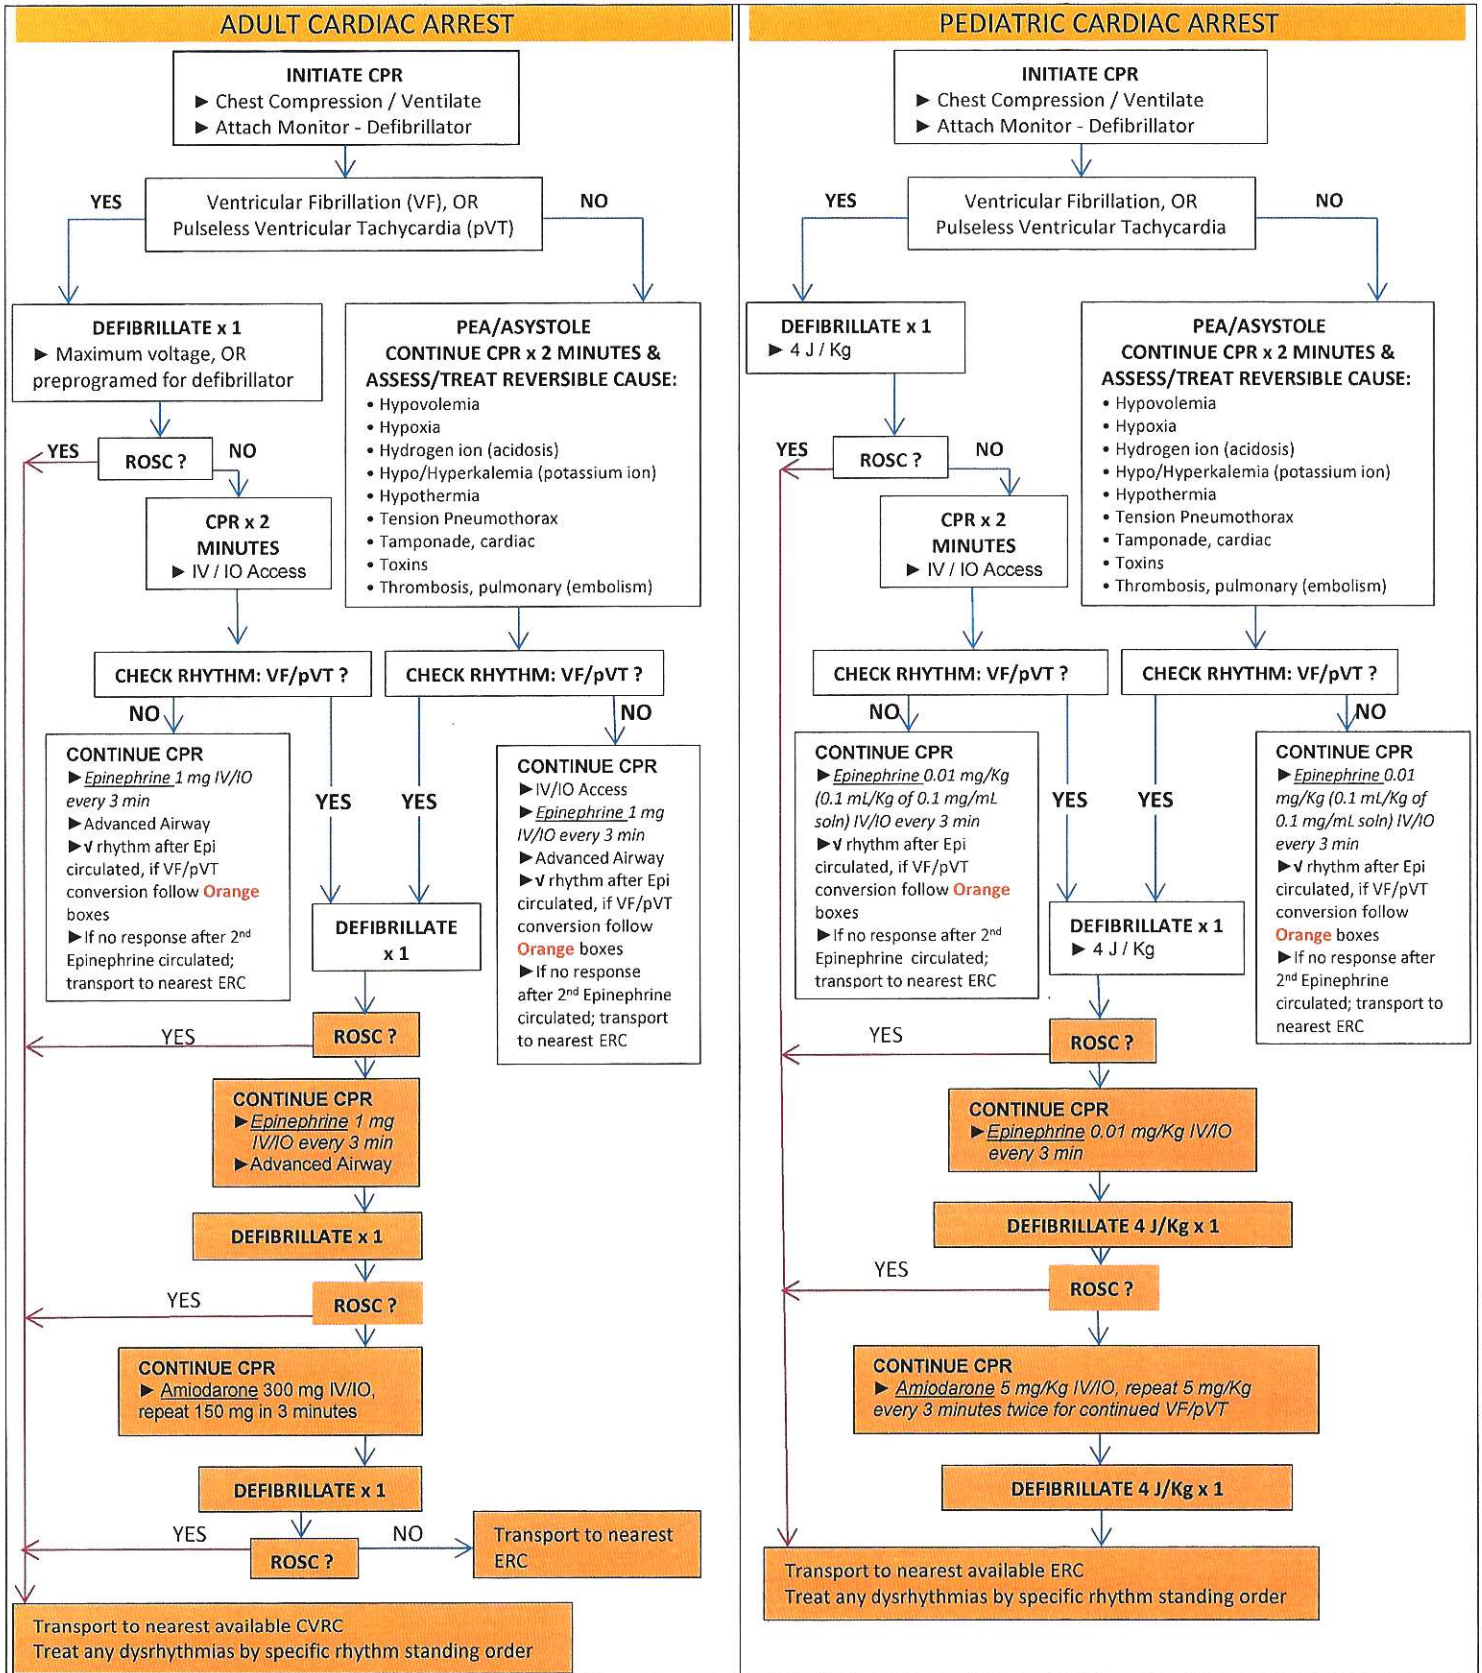 ADULT CARDIAC ARREST
INITIATE CPR
► Chest Compression / Ventilate
► Attach Monitor - Defibrillator
YES
Ventricular Fibrillation (VF), OR
Pulseless Ventricular Tachycardia (pVT)
NO
DEFIBRILLATE x 1
► Maximum voltage, OR
preprogramed for defibrillator
PEA/ASYSTOLE
CONTINUE CPR x 2 MINUTES &
ASSESS/TREAT REVERSIBLE CAUSE:
• Hypovolemia
• Hypoxia
• Hydrogen ion (acidosis)
• Hypo/Hyperkalemia (potassium ion)
• Hypothermia
• Tension Pneumothorax
• Tamponade, cardiac
• Toxins
• Thrombosis, pulmonary (embolism)
YES
ROSC ?
NO
CPR x 2
MINUTES
► IV / IO Access
CHECK RHYTHM: VF/pVT ?
CHECK RHYTHM: VF/pVT ?
NO
NO
CONTINUE CPR
►Epinephrine 1 mg IV/IO
every 3 min
►Advanced Airway
►√ rhythm after Epi
circulated, if VF/pVT
conversion follow Orange
boxes
►If no response after 2nd
Epinephrine circulated;
transport to nearest ERC
YES
YES
CONTINUE CPR
►IV/IO Access
►Epinephrine 1 mg
IV/IO every 3 min
►Advanced Airway
►√ rhythm after Epi
circulated, if VF/pVT
conversion follow
Orange boxes
►If no response
after 2nd Epinephrine
circulated; transport
to nearest ERC
DEFIBRILLATE
x 1
YES
ROSC ?
CONTINUE CPR
►Epinephrine 1 mg
IV/IO every 3 min
►Advanced Airway
DEFIBRILLATE x 1
YES
ROSC ?
CONTINUE CPR
► Amiodarone 300 mg IV/IO,
repeat 150 mg in 3 minutes
DEFIBRILLATE x 1
YES
ROSC ?
NO
Transport to nearest
ERC
Transport to nearest available CVRC
Treat any dysrhythmias by specific rhythm standing order
PEDIATRIC CARDIAC ARREST
INITIATE CPR
► Chest Compression / Ventilate
► Attach Monitor - Defibrillator
YES
Ventricular Fibrillation, OR
Pulseless Ventricular Tachycardia
NO
DEFIBRILLATE x 1
► 4 J / Kg
PEA/ASYSTOLE
CONTINUE CPR x 2 MINUTES &
ASSESS/TREAT REVERSIBLE CAUSE:
• Hypovolemia
• Hypoxia
• Hydrogen ion (acidosis)
• Hypo/Hyperkalemia (potassium ion)
• Hypothermia
• Tension Pneumothorax
• Tamponade, cardiac
• Toxins
• Thrombosis, pulmonary (embolism)
YES
ROSC ?
NO
CPR x 2
MINUTES
► IV / IO Access
CHECK RHYTHM: VF/pVT ?
CHECK RHYTHM: VF/pVT ?
NO
NO
CONTINUE CPR
►Epinephrine 0.01 mg/Kg
(0.1 mL/Kg of 0.1 mg/mL
soln) IV/IO every 3 min
►√ rhythm after Epi
circulated, if VF/pVT
conversion follow Orange
boxes
►If no response after 2nd
Epinephrine circulated;
transport to nearest ERC
YES
YES
CONTINUE CPR
►Epinephrine 0.01
mg/Kg (0.1 mL/Kg of
0.1 mg/mL soln) IV/IO
every 3 min
►√ rhythm after Epi
circulated, if VF/pVT
conversion follow
Orange boxes
►If no response after
2nd Epinephrine
circulated; transport to
nearest ERC
DEFIBRILLATE x 1
► 4 J / Kg
YES
ROSC ?
CONTINUE CPR
►Epinephrine 0.01 mg/Kg IV/IO
every 3 min
DEFIBRILLATE 4 J/Kg x 1
YES
ROSC ?
CONTINUE CPR
► Amiodarone 5 mg/Kg IV/IO, repeat 5 mg/Kg
every 3 minutes twice for continued VF/pVT
DEFIBRILLATE 4 J/Kg x 1
Transport to nearest available ERC
Treat any dysrhythmias by specific rhythm standing order